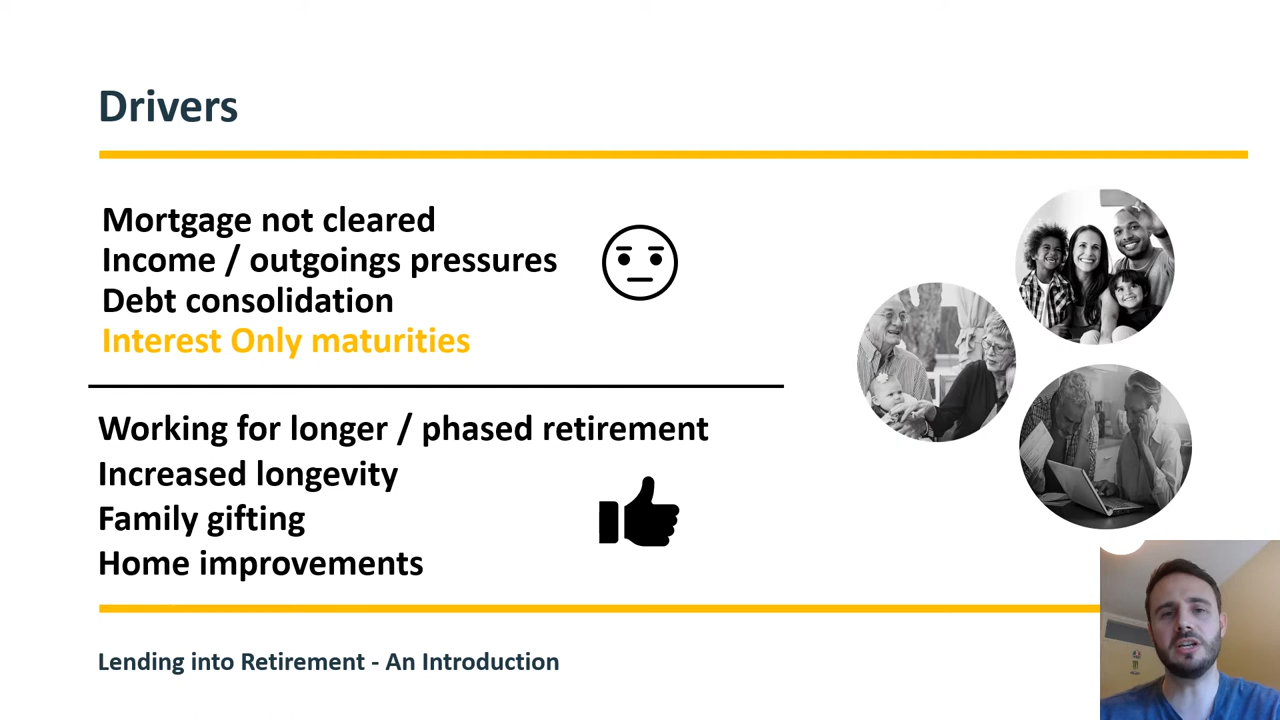 Drivers
Mortgage not cleared
Income / outgoings pressures
Debt consolidation
Interest Only maturities
Working for longer / phased retirement
Increased longevity
Family gifting
Home improvements
Lending into Retirement - An Introduction